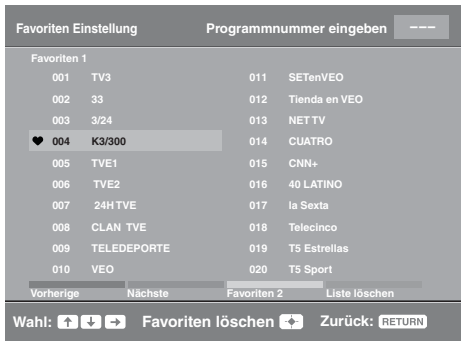 Favoriten Einstellung Programmnummer eingeben ---
Favoriten 1
001 TV3 011 SETenVEO
002 33 012 Tienda en VEO
003 3/24 013 NET TV
♥ 004 K3/300 014 CUATRO
005 TVE1 015 CNN+
006 TVE2 016 40 LATINO
007 24H TVE 017 la Sexta
008 CLAN TVE 018 Telecinco
009 TELEDEPORTE 019 T5 Estrellas
010 VEO 020 T5 Sport
Vorherige Nächste Favoriten 2 Liste löschen
Wahl: ↑ ↓ → Favoriten löschen Zurück: RETURN